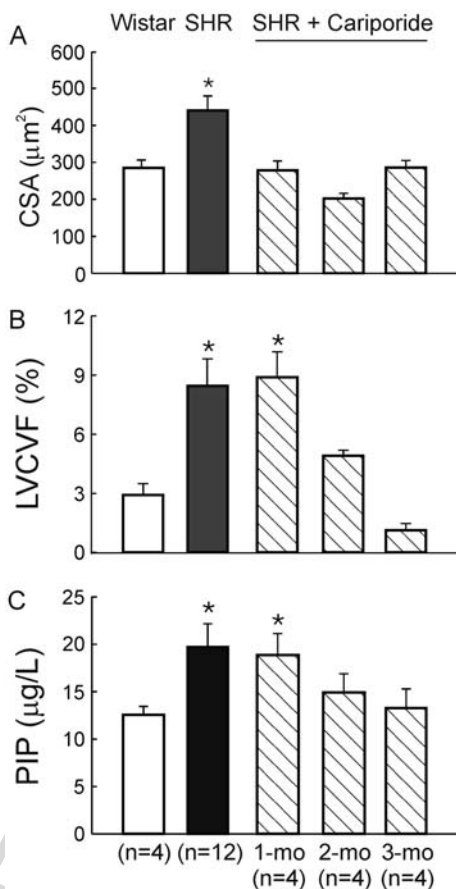 Wistar SHR SHR + Cariporide
A
600
500
400
300
200
100
0
CSA (μm²)
*
B
12
9
6
3
0
LVCVF (%)
* *
C
25
20
15
10
5
0
PIP (μg/L)
* *
(n=4) (n=12) 1-mo 2-mo 3-mo
(n=4) (n=4) (n=4)